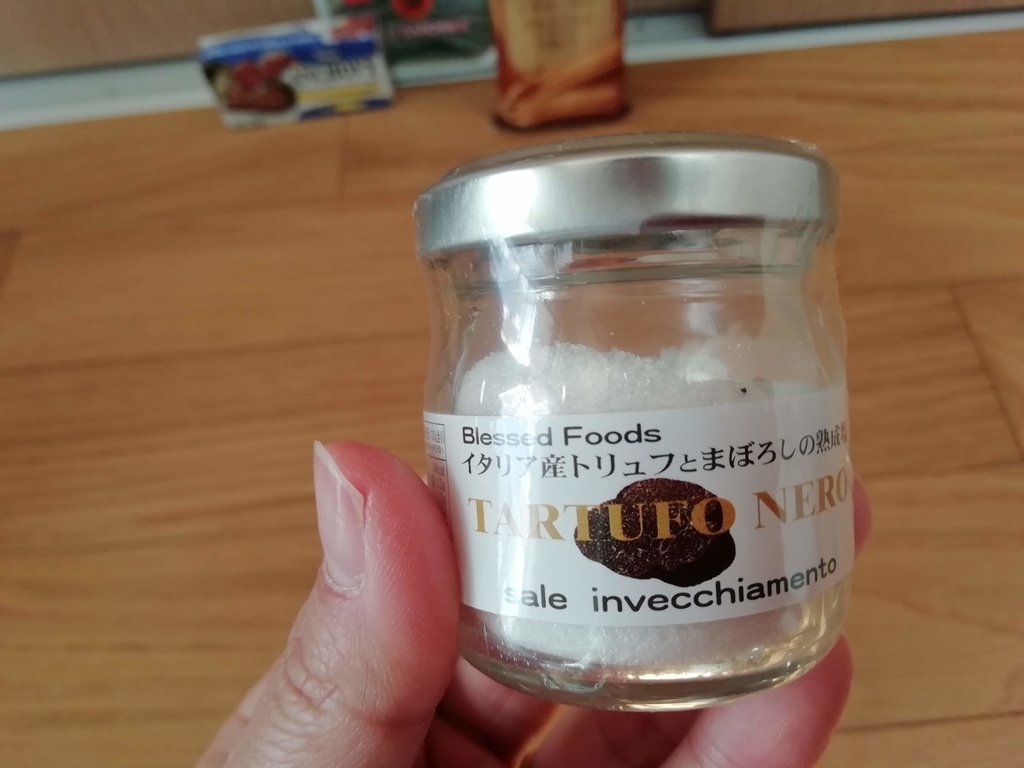 Blessed Foods
イタリア産トリュフとまぼろしの熟成
TARTUFO NERO
sale invecchiamento